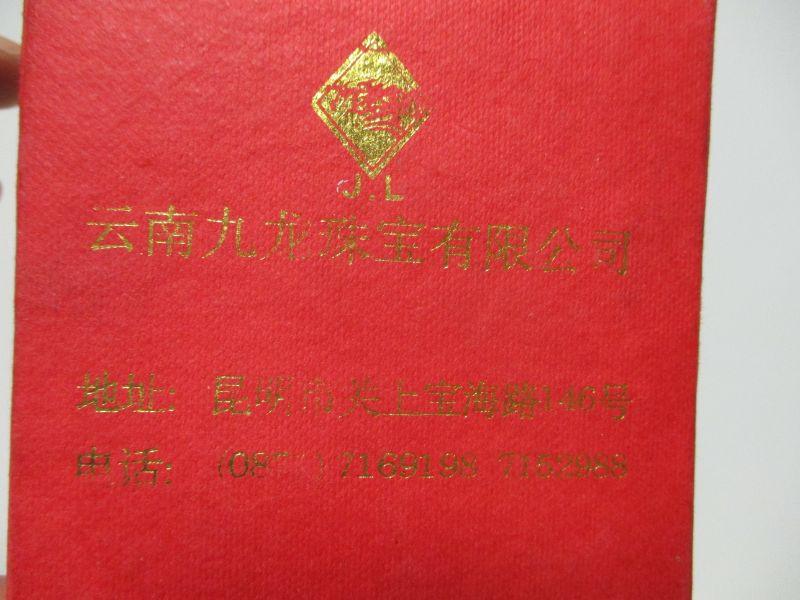 J.L
云南九龙珠宝有限公司
地址: 昆明市关上宝海路146号
电话: 7169198 7152988